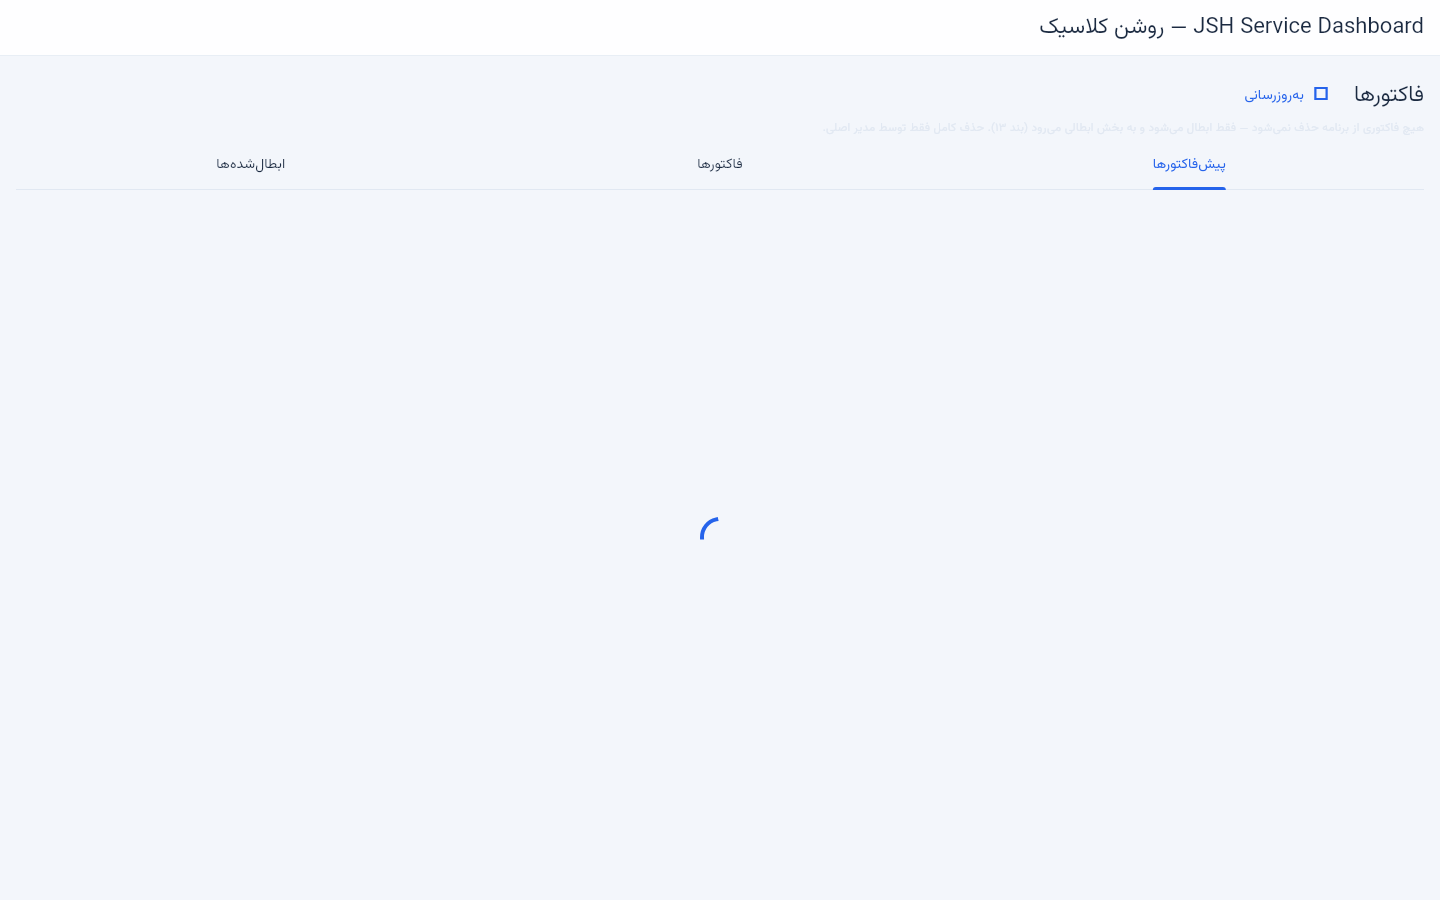 JSH Service Dashboard — روشن کلاسیک
فاکتورها
به‌روزرسانی
هیچ فاکتوری از برنامه حذف نمی‌شود — فقط ابطال می‌شود و به بخش ابطالی می‌رود (بند ۱۳). حذف کامل فقط توسط مدیر اصلی.
پیش‌فاکتورها
فاکتورها
ابطال‌شده‌ها